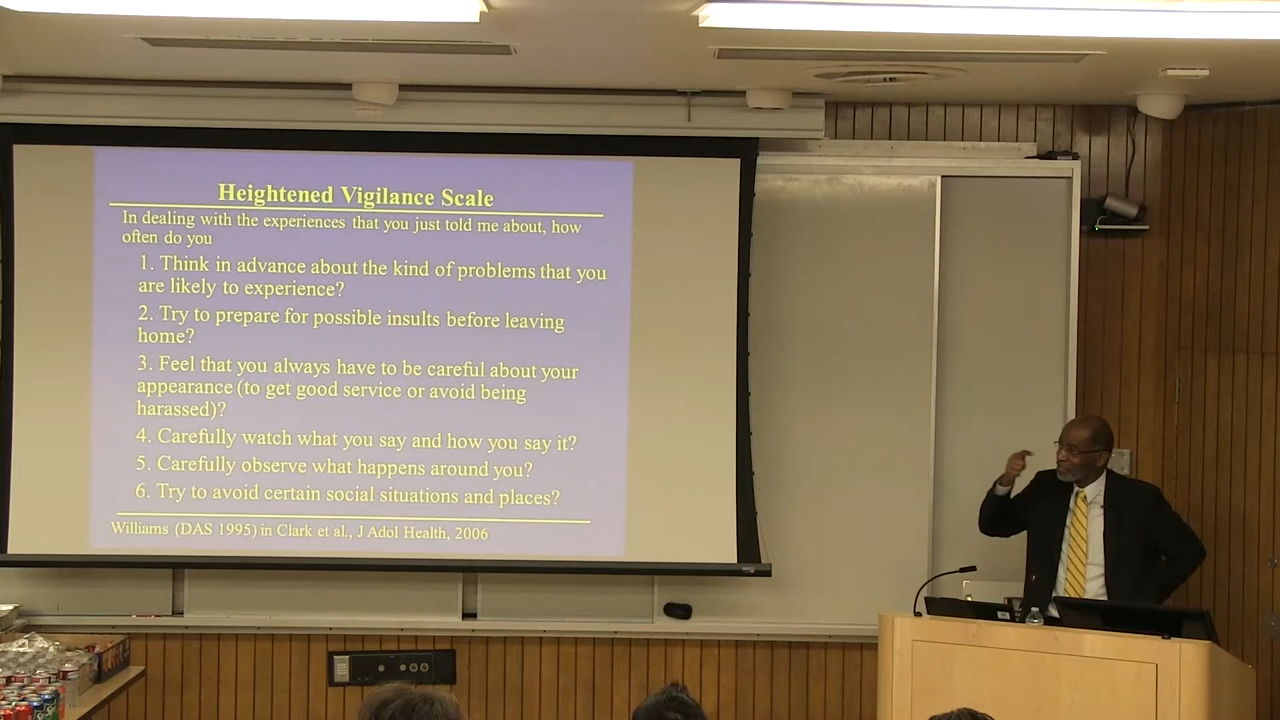 Heightened Vigilance Scale
In dealing with the experiences that you just told me about, how
often do you
1. Think in advance about the kind of problems that you
are likely to experience?
2. Try to prepare for possible insults before leaving
home?
3. Feel that you always have to be careful about your
appearance (to get good service or avoid being
harassed)?
4. Carefully watch what you say and how you say it?
5. Carefully observe what happens around you?
6. Try to avoid certain social situations and places?
Williams (DAS 1995) in Clark et al., J Adol Health, 2006